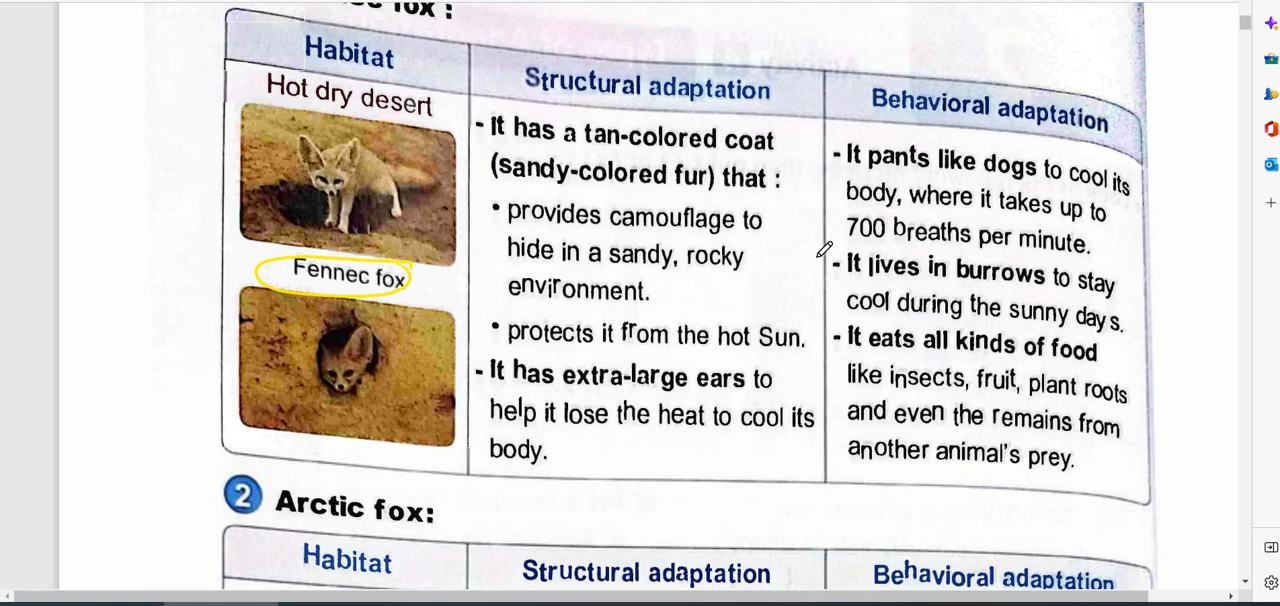 fox :
Habitat
Structural adaptation
Behavioral adaptation
Hot dry desert
Fennec fox
- It has a tan-colored coat
(sandy-colored fur) that :
• provides camouflage to
hide in a sandy, rocky
environment.
• protects it from the hot Sun.
- It has extra-large ears to
help it lose the heat to cool its
body.
- It pants like dogs to cool its
body, where it takes up to
700 breaths per minute.
- It lives in burrows to stay
cool during the sunny days.
- It eats all kinds of food
like insects, fruit, plant roots
and even the remains from
another animal's prey.
2 Arctic fox:
Habitat
Structural adaptation
Behavioral adaptation